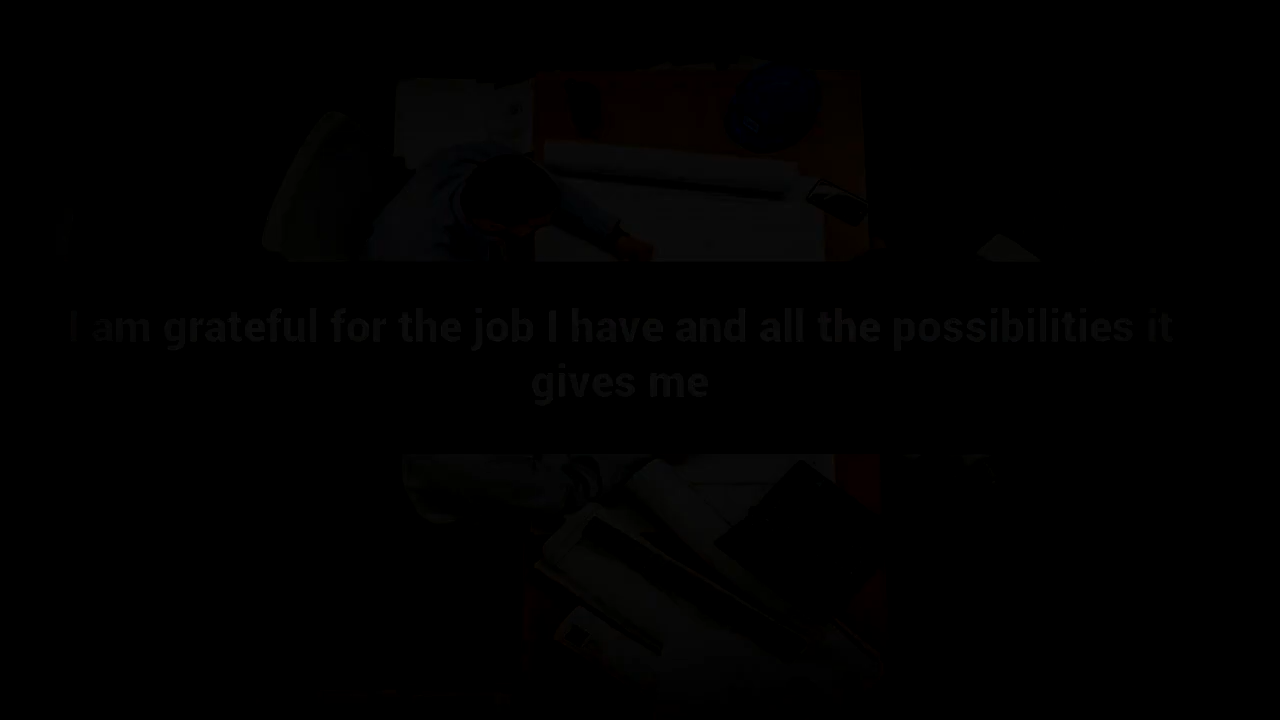 I am grateful for the job I have and all the possibilities it
gives me